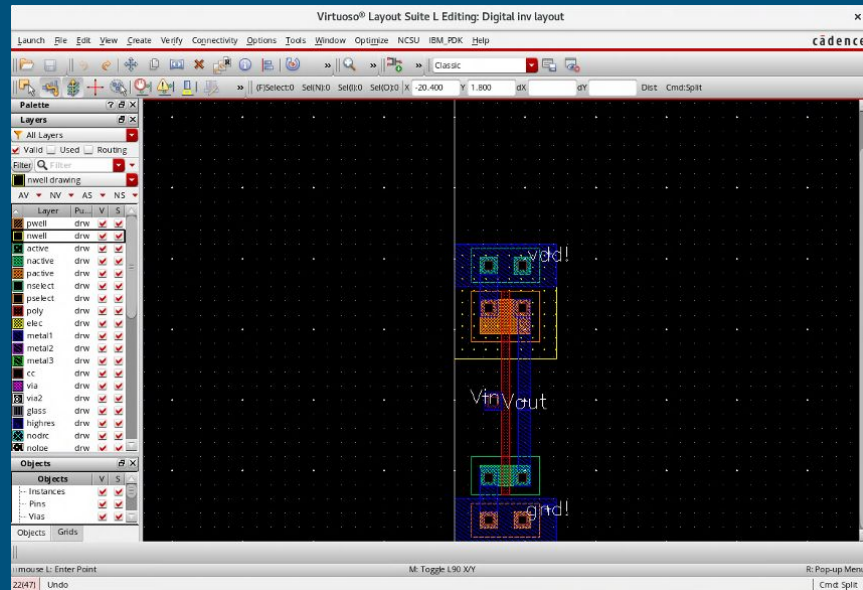 Virtuoso® Layout Suite L Editing: Digital inv layout ×
Launch File Edit View Create Verify Connectivity Options Tools Window Optimize NCSU IBM_PDK Help cādence
» » » Classic
» (F)Select:0 Sel(N):0 Sel(I):0 Sel(O):0 X -20.400 Y 1.800 dX dY Dist Cmd:Split
Palette
Layers
All Layers
Valid Used Routing
Filter Filter
nwell drawing
AV NV AS NS
Layer Pu... V S
pwell drw
nwell drw
active drw
nactive drw
pactive drw
nselect drw
pselect drw
poly drw
elec drw
metal1 drw
metal2 drw
metal3 drw
cc drw
via drw
via2 drw
glass drw
highres drw
nodrc drw
nolpe drw
Objects
Objects V S
Instances
Pins
Vias
Objects Grids
vdd!
Vin Vout
gnd!
mouse L: Enter Point M: Toggle L90 X/Y R: Pop-up Menu
22(47) Undo Cmd: Split